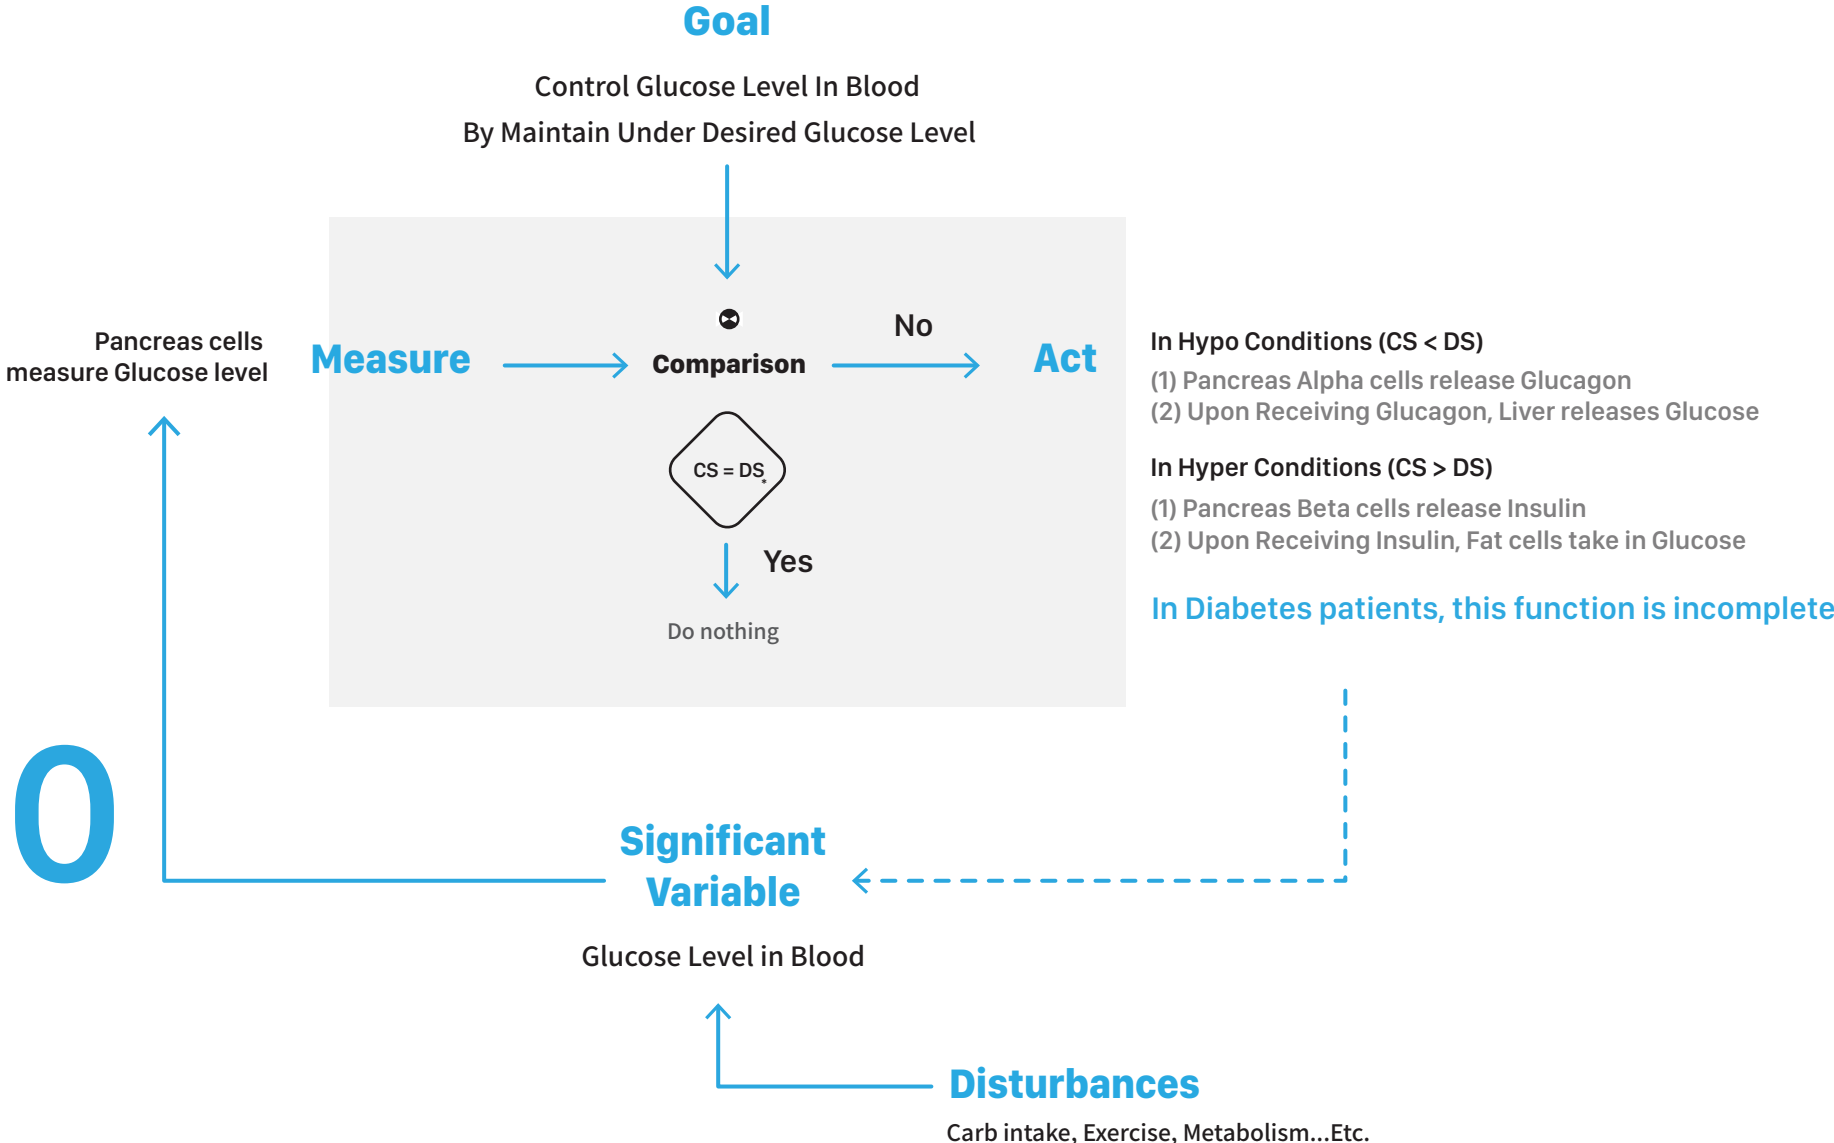 Goal
Control Glucose Level In Blood
By Maintain Under Desired Glucose Level
Pancreas cells
measure Glucose level
Measure
Comparison
No
Act
CS = DS*
Yes
Do nothing
In Hypo Conditions (CS < DS)
(1) Pancreas Alpha cells release Glucagon
(2) Upon Receiving Glucagon, Liver releases Glucose
In Hyper Conditions (CS > DS)
(1) Pancreas Beta cells release Insulin
(2) Upon Receiving Insulin, Fat cells take in Glucose
In Diabetes patients, this function is incomplete
0
Significant
Variable
Glucose Level in Blood
Disturbances
Carb intake, Exercise, Metabolism...Etc.